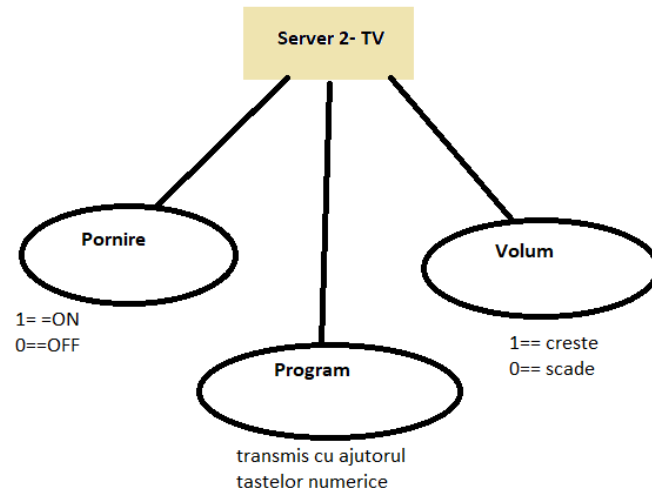 Server 2- TV
Pornire
1= =ON
0==OFF
Volum
1== creste
0== scade
Program
transmis cu ajutorul
tastelor numerice